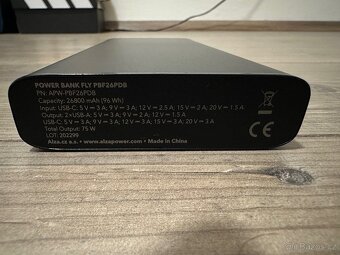 POWER BANK FLY PBF26PDB
PN: APW-PBF26PDB
Capacity: 26800 mAh (96 Wh)
Input: USB-C: 5 V⎓3 A; 9 V⎓3 A; 12 V⎓2.5 A; 15 V⎓2 A; 20 V⎓1.5 A
Output: 2×USB-A: 5 V⎓3 A; 9 V⎓2 A; 12 V⎓1.5 A
USB-C: 5 V⎓3 A; 9 V⎓3 A; 12 V⎓3 A; 15 V⎓3 A; 20 V⎓3 A
Total Output: 75 W
LOT: 202299
Alza.cz a.s. • www.alzapower.com • Made in China
CE